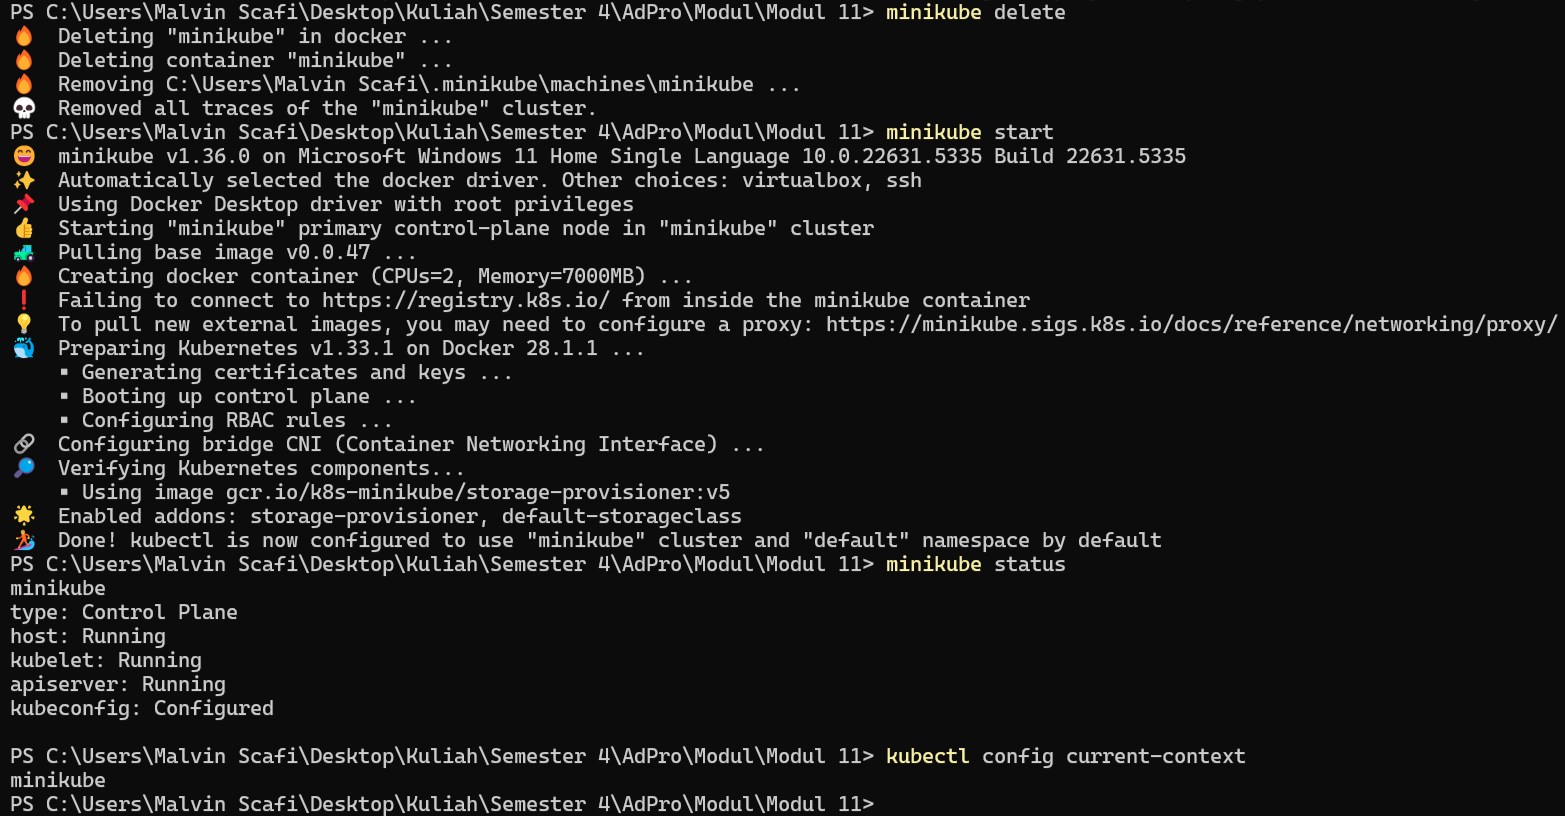 PS C:\Users\Malvin Scafi\Desktop\Kuliah\Semester 4\AdPro\Modul\Modul 11> minikube delete
🔥  Deleting "minikube" in docker ...
🔥  Deleting container "minikube" ...
🔥  Removing C:\Users\Malvin Scafi\.minikube\machines\minikube ...
💀  Removed all traces of the "minikube" cluster.
PS C:\Users\Malvin Scafi\Desktop\Kuliah\Semester 4\AdPro\Modul\Modul 11> minikube start
😄  minikube v1.36.0 on Microsoft Windows 11 Home Single Language 10.0.22631.5335 Build 22631.5335
✨  Automatically selected the docker driver. Other choices: virtualbox, ssh
📌  Using Docker Desktop driver with root privileges
👍  Starting "minikube" primary control-plane node in "minikube" cluster
🚜  Pulling base image v0.0.47 ...
🔥  Creating docker container (CPUs=2, Memory=7000MB) ...
❗  Failing to connect to https://registry.k8s.io/ from inside the minikube container
💡  To pull new external images, you may need to configure a proxy: https://minikube.sigs.k8s.io/docs/reference/networking/proxy/
🐳  Preparing Kubernetes v1.33.1 on Docker 28.1.1 ...
    ▪ Generating certificates and keys ...
    ▪ Booting up control plane ...
    ▪ Configuring RBAC rules ...
🔗  Configuring bridge CNI (Container Networking Interface) ...
🔎  Verifying Kubernetes components...
    ▪ Using image gcr.io/k8s-minikube/storage-provisioner:v5
🌟  Enabled addons: storage-provisioner, default-storageclass
🏄  Done! kubectl is now configured to use "minikube" cluster and "default" namespace by default
PS C:\Users\Malvin Scafi\Desktop\Kuliah\Semester 4\AdPro\Modul\Modul 11> minikube status
minikube
type: Control Plane
host: Running
kubelet: Running
apiserver: Running
kubeconfig: Configured
PS C:\Users\Malvin Scafi\Desktop\Kuliah\Semester 4\AdPro\Modul\Modul 11> kubectl config current-context
minikube
PS C:\Users\Malvin Scafi\Desktop\Kuliah\Semester 4\AdPro\Modul\Modul 11>